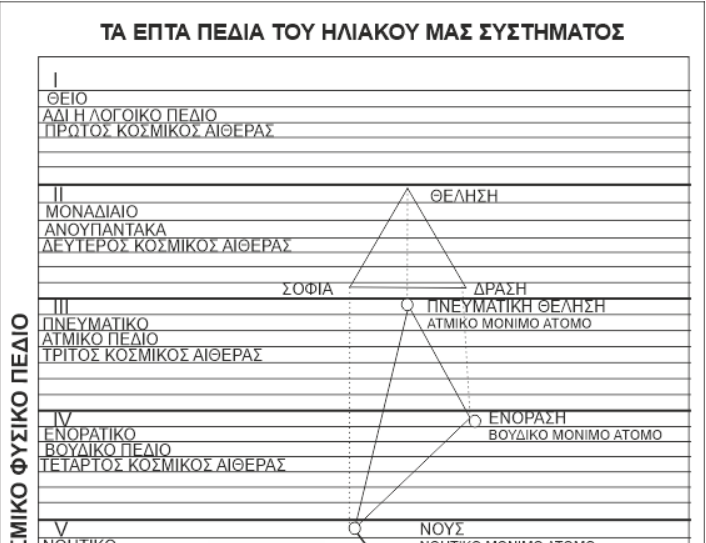 ΤΑ ΕΠΤΑ ΠΕΔΙΑ ΤΟΥ ΗΛΙΑΚΟΥ ΜΑΣ ΣΥΣΤΗΜΑΤΟΣ
I
ΘΕΙΟ
ΑΔΙ Η ΛΟΓΟΙΚΟ ΠΕΔΙΟ
ΠΡΩΤΟΣ ΚΟΣΜΙΚΟΣ ΑΙΘΕΡΑΣ
II
ΘΕΛΗΣΗ
ΜΟΝΑΔΙΑΙΟ
ΑΝΟΥΠΑΝΤΑΚΑ
ΔΕΥΤΕΡΟΣ ΚΟΣΜΙΚΟΣ ΑΙΘΕΡΑΣ
ΣΟΦΙΑ
ΔΡΑΣΗ
III
ΠΝΕΥΜΑΤΙΚΗ ΘΕΛΗΣΗ
ΠΝΕΥΜΑΤΙΚΟ
ΑΤΜΙΚΟ ΜΟΝΙΜΟ ΑΤΟΜΟ
ΑΤΜΙΚΟ ΠΕΔΙΟ
ΤΡΙΤΟΣ ΚΟΣΜΙΚΟΣ ΑΙΘΕΡΑΣ
IV
ΕΝΟΡΑΣΗ
ΕΝΟΡΑΤΙΚΟ
ΒΟΥΔΙΚΟ ΜΟΝΙΜΟ ΑΤΟΜΟ
ΒΟΥΔΙΚΟ ΠΕΔΙΟ
ΤΕΤΑΡΤΟΣ ΚΟΣΜΙΚΟΣ ΑΙΘΕΡΑΣ
V
ΝΟΥΣ
ΦΥΣΙΚΟ ΠΕΔΙΟ